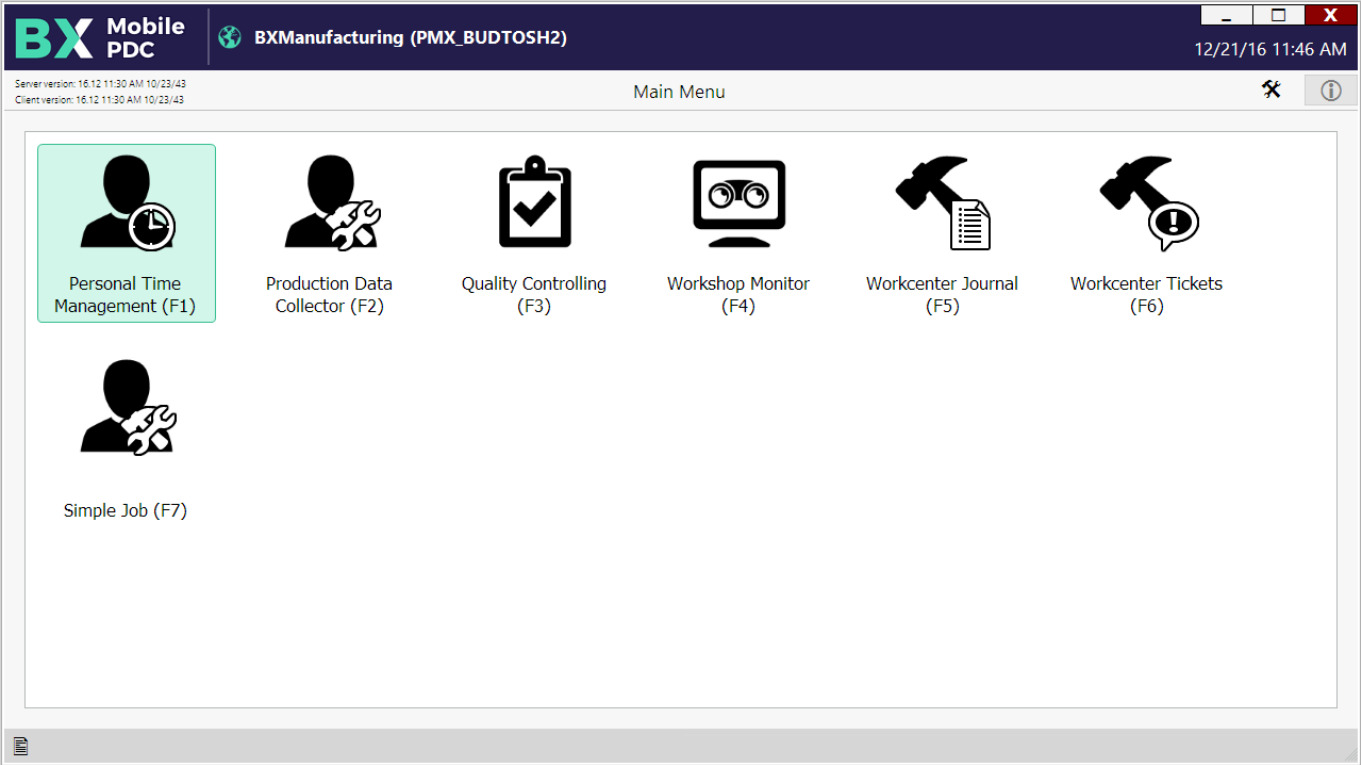 BX Mobile
PDC
BXManufacturing (PMX_BUDTOSH2)
12/21/16 11:46 AM
Server version: 16.12 11:30 AM 10/23/43
Client version: 16.12 11:30 AM 10/23/43
Main Menu
Personal Time
Management (F1)
Production Data
Collector (F2)
Quality Controlling
(F3)
Workshop Monitor
(F4)
Workcenter Journal
(F5)
Workcenter Tickets
(F6)
Simple Job (F7)